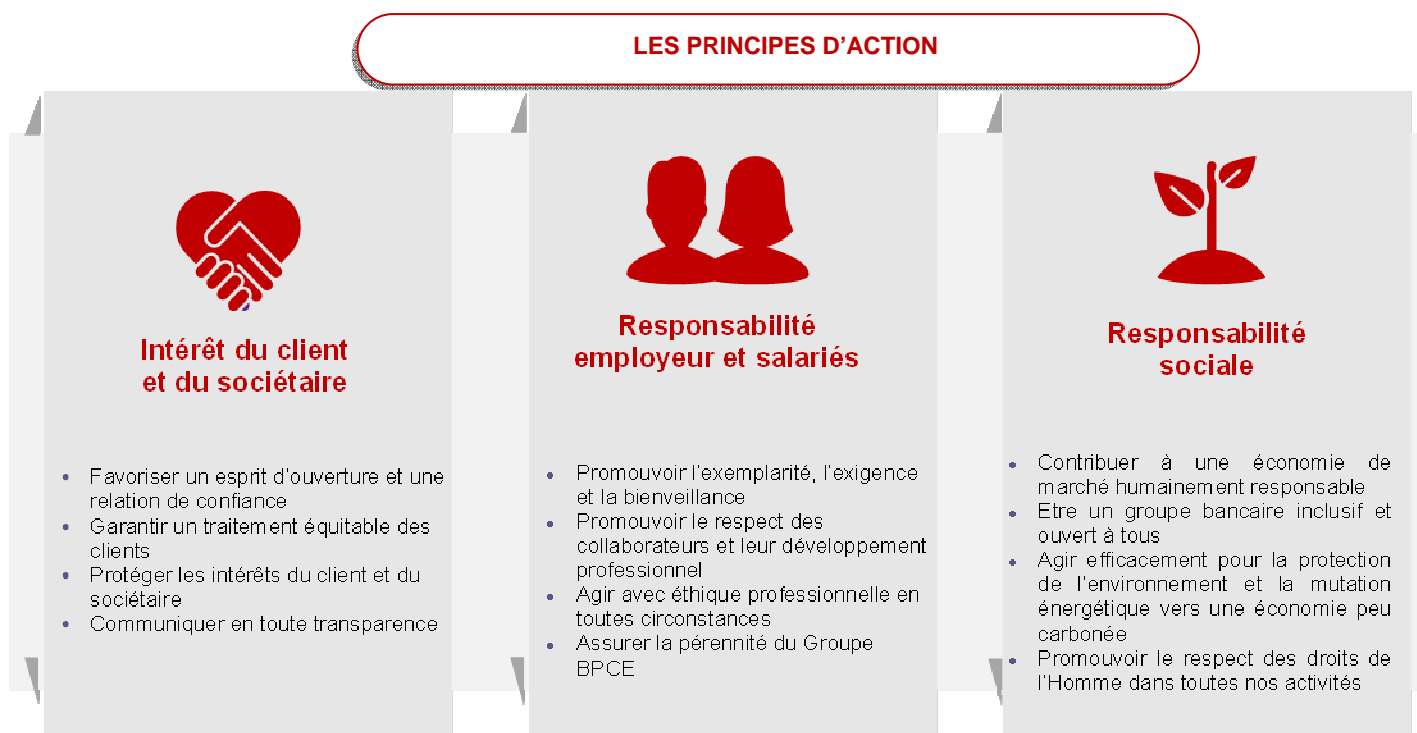 LES PRINCIPES D’ACTION
Intérêt du client
et du sociétaire
• Favoriser un esprit d’ouverture et une
relation de confiance
• Garantir un traitement équitable des
clients
• Protéger les intérêts du client et du
sociétaire
• Communiquer en toute transparence
Responsabilité
employeur et salariés
• Promouvoir l’exemplarité, l’exigence
et la bienveillance
• Promouvoir le respect des
collaborateurs et leur développement
professionnel
• Agir avec éthique professionnelle en
toutes circonstances
• Assurer la pérennité du Groupe
BPCE
Responsabilité
sociale
• Contribuer à une économie de
marché humainement responsable
• Etre un groupe bancaire inclusif et
ouvert à tous
• Agir efficacement pour la protection
de l’environnement et la mutation
énergétique vers une économie peu
carbonée
• Promouvoir le respect des droits de
l’Homme dans toutes nos activités